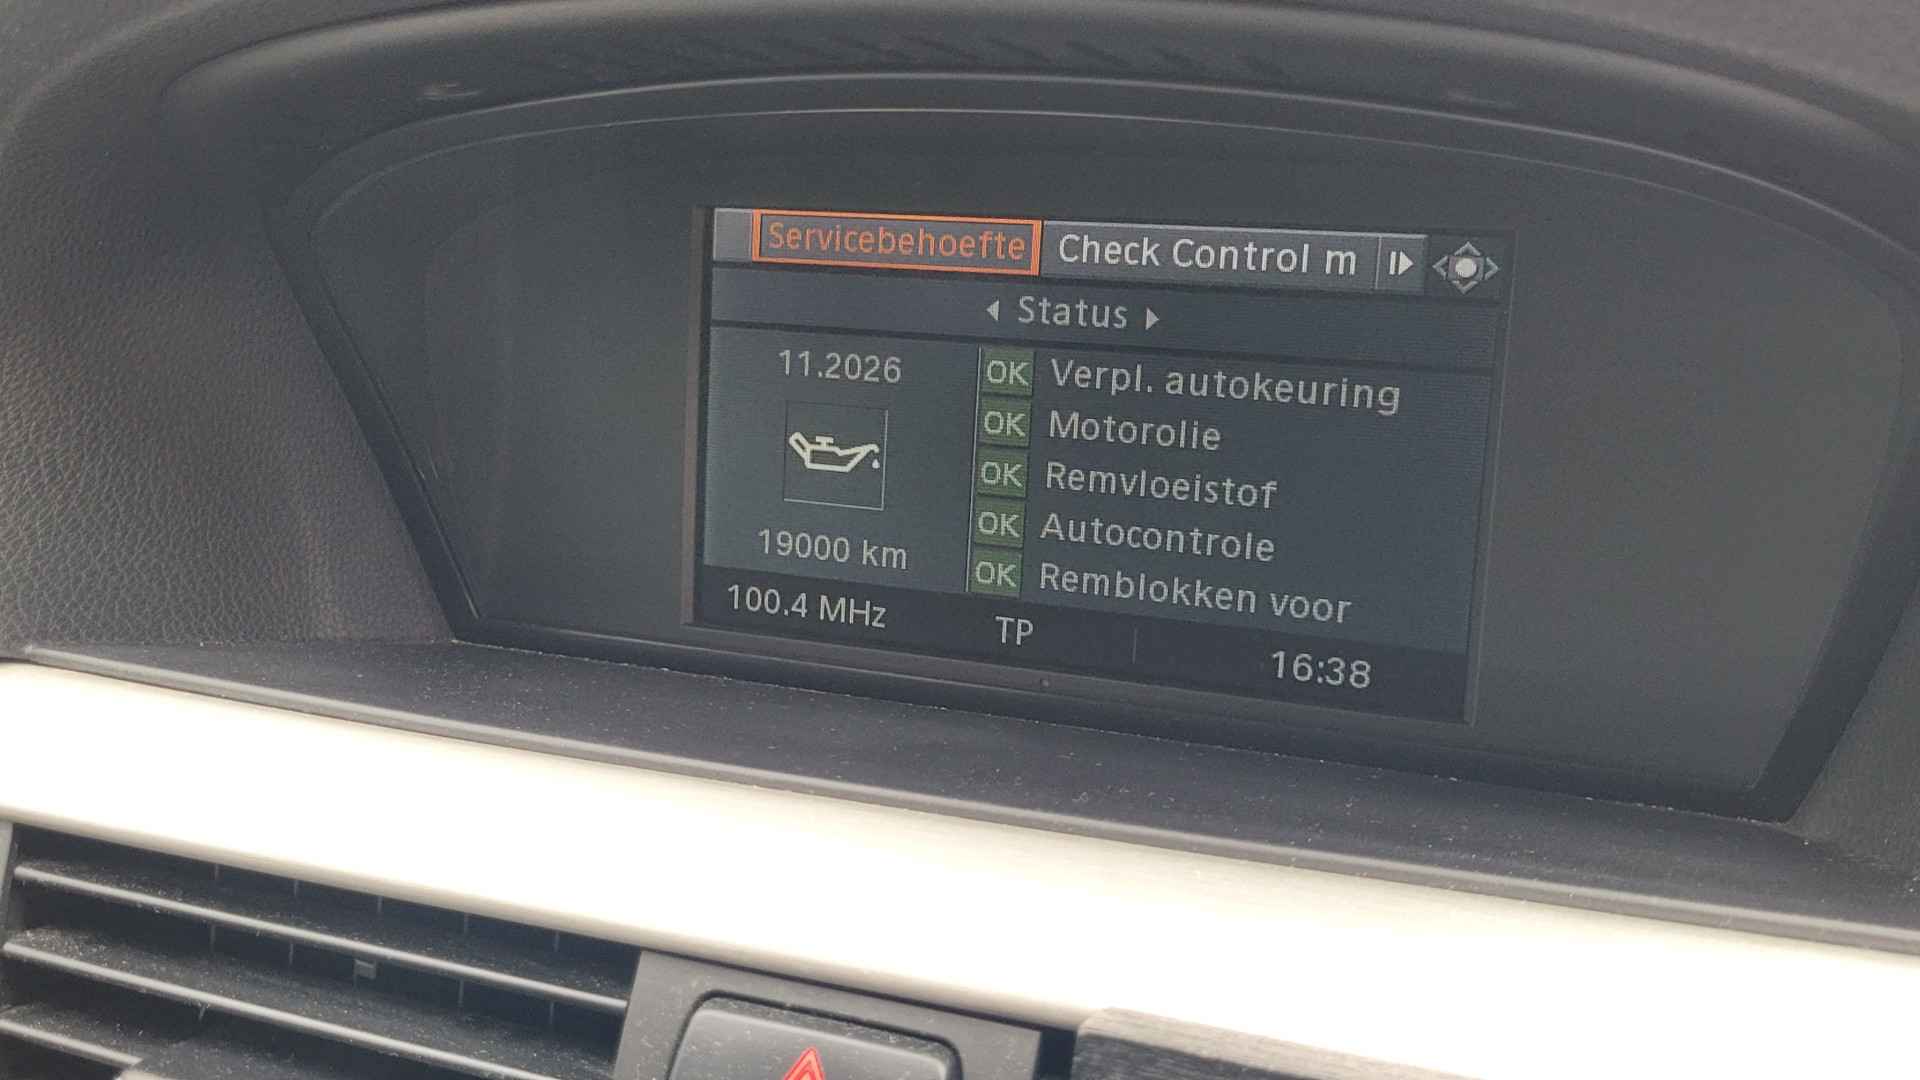 Servicebehoefte Check Control m
Status
11.2026
19000 km
OK Verpl. autokeuring
OK Motorolie
OK Remvloeistof
OK Autocontrole
OK Remblokken voor
100.4 MHz TP 16:38